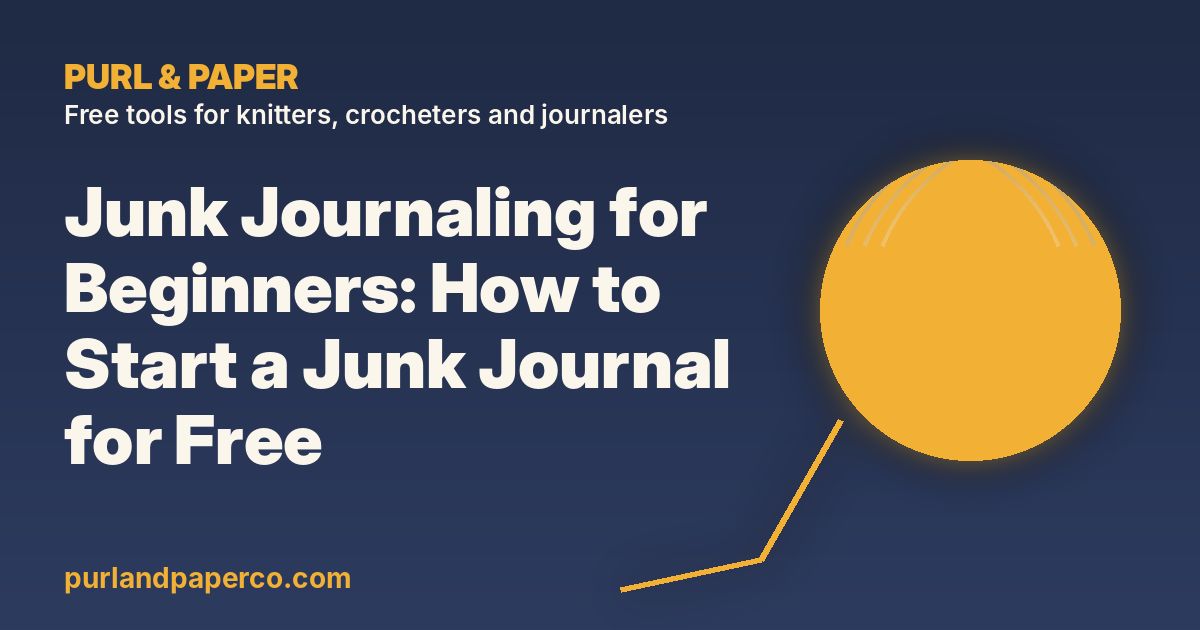 PURL & PAPER
Free tools for knitters, crocheters and journalers
Junk Journaling for
Beginners: How to
Start a Junk Journal
for Free
purlandpaperco.com